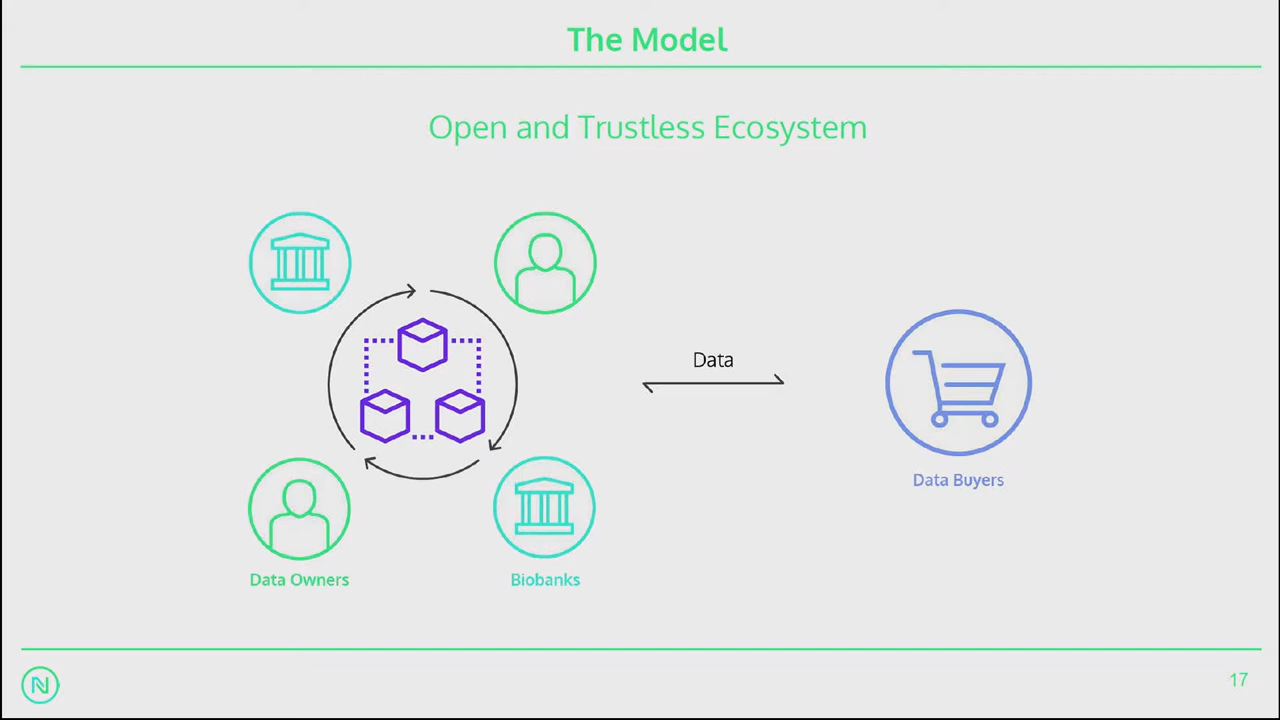 The Model
Open and Trustless Ecosystem
Data
Data Buyers
Data Owners
Biobanks
N
17